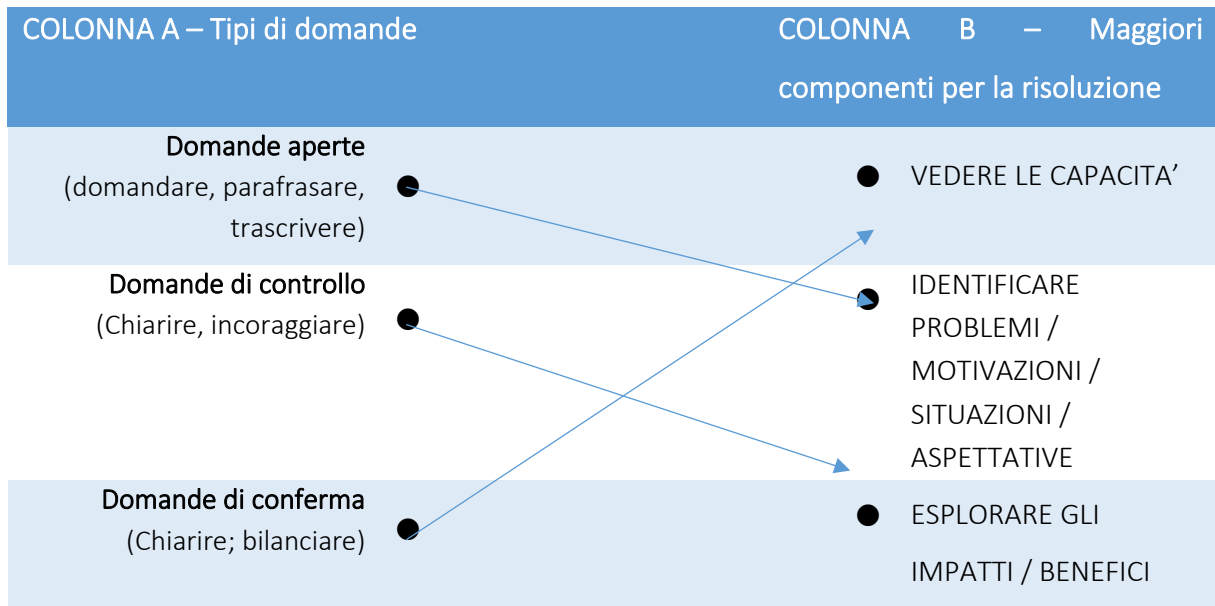 COLONNA A – Tipi di domande
COLONNA B – Maggiori
componenti per la risoluzione
Domande aperte
(domandare, parafrasare,
trascrivere)
VEDERE LE CAPACITA’
Domande di controllo
(Chiarire, incoraggiare)
IDENTIFICARE
PROBLEMI /
MOTIVAZIONI /
SITUAZIONI /
ASPETTATIVE
Domande di conferma
(Chiarire; bilanciare)
ESPLORARE GLI
IMPATTI / BENEFICI